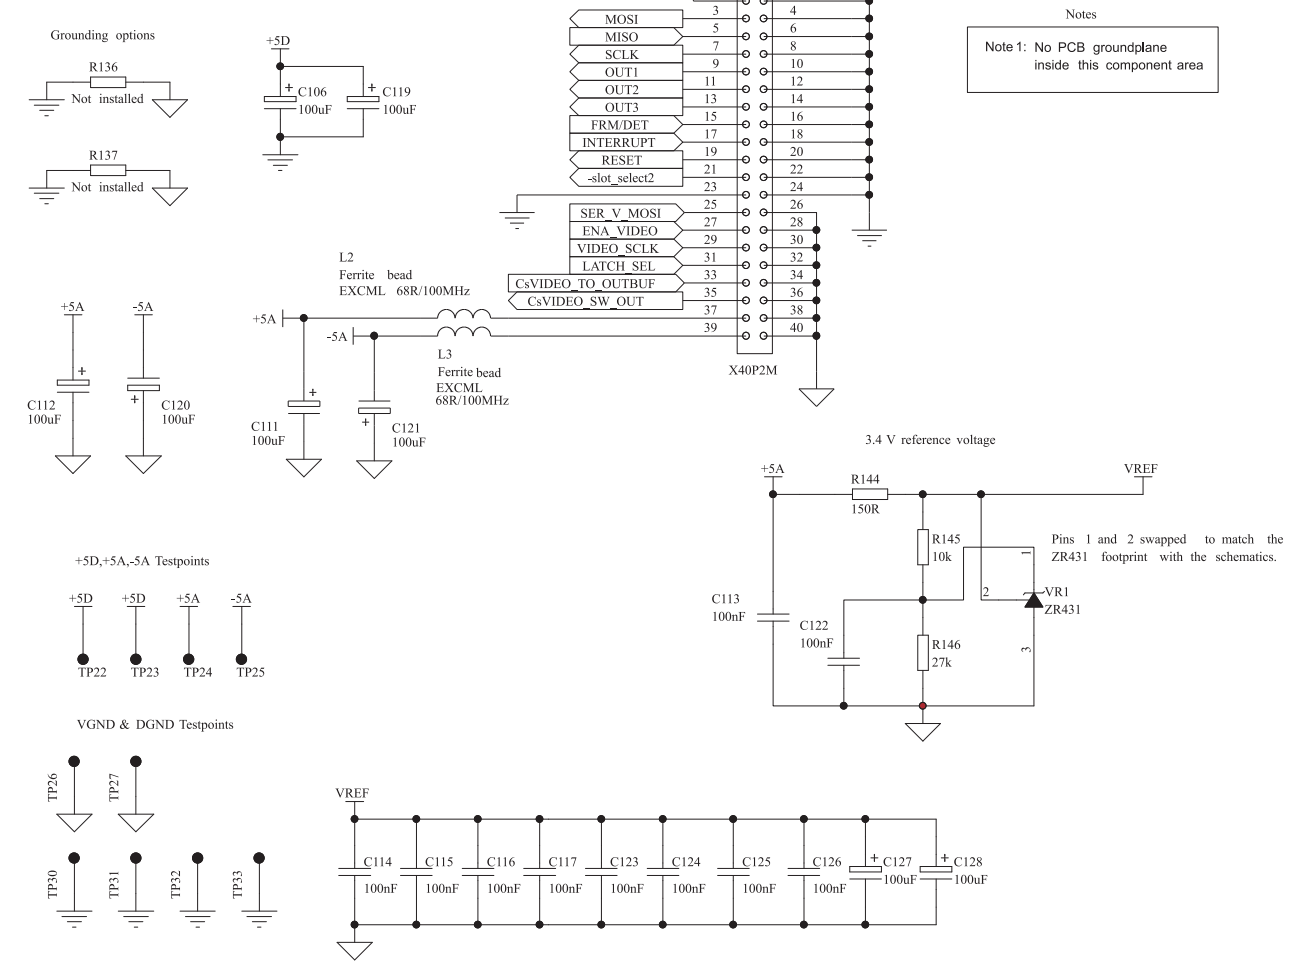 Grounding options
R136
Not installed
R137
Not installed
+5D
C106
100uF
C119
100uF
MOSI 3 4
MISO 5 6
SCLK 7 8
OUT1 9 10
OUT2 11 12
OUT3 13 14
FRM/DET 15 16
INTERRUPT 17 18
RESET 19 20
-slot_select2 21 22
23 24
SER_V_MOSI 25 26
ENA_VIDEO 27 28
VIDEO_SCLK 29 30
LATCH_SEL 31 32
CsVIDEO_TO_OUTBUF 33 34
CsVIDEO_SW_OUT 35 36
37 38
39 40
X40P2M
Notes
Note 1: No PCB groundplane
inside this component area
L2
Ferrite bead
EXCML 68R/100MHz
+5A
-5A
L3
Ferrite bead
EXCML
68R/100MHz
+5A
C112
100uF
-5A
C120
100uF
C111
100uF
C121
100uF
3.4 V reference voltage
+5A
R144
150R
VREF
R145
10k
Pins 1 and 2 swapped to match the
ZR431 footprint with the schematics.
1
2
3
VR1
ZR431
C113
100nF
C122
100nF
R146
27k
+5D,+5A,-5A Testpoints
+5D +5D +5A -5A
TP22 TP23 TP24 TP25
VGND & DGND Testpoints
TP26 TP27
TP30 TP31 TP32 TP33
VREF
C114 C115 C116 C117 C123 C124 C125 C126 C127 C128
100nF 100nF 100nF 100nF 100nF 100nF 100nF 100nF 100uF 100uF